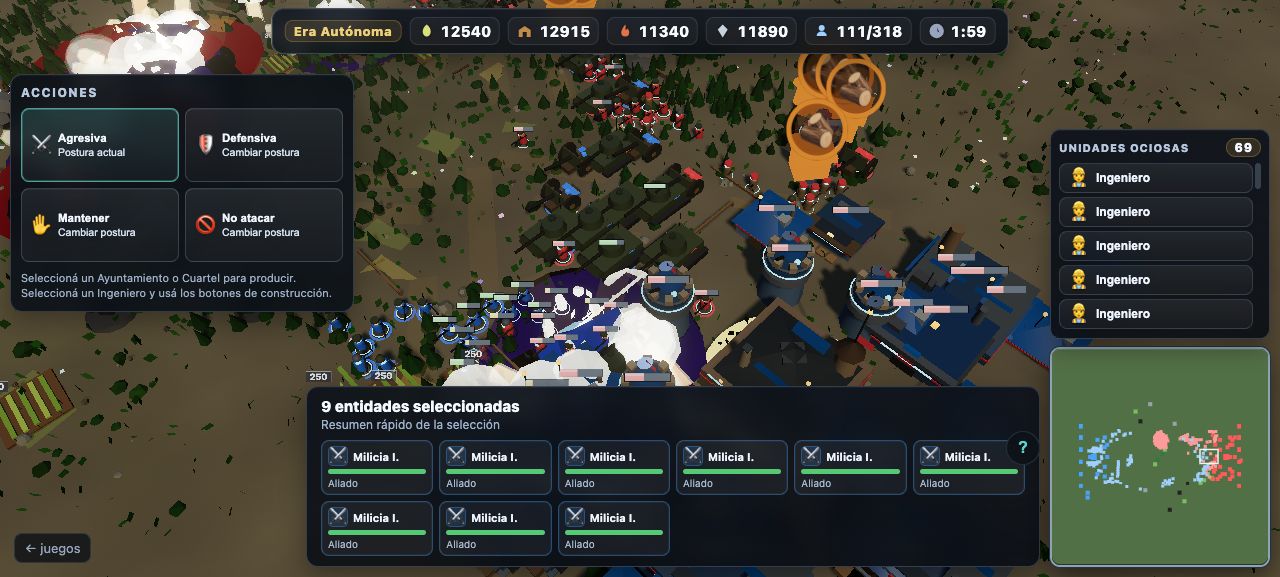 Era Autónoma
12540
12915
11340
11890
111/318
1:59
ACCIONES
Agresiva
Postura actual
Defensiva
Cambiar postura
Mantener
Cambiar postura
No atacar
Cambiar postura
Seleccioná un Ayuntamiento o Cuartel para producir.
Seleccioná un Ingeniero y usá los botones de construcción.
UNIDADES OCIOSAS
69
Ingeniero
Ingeniero
Ingeniero
Ingeniero
Ingeniero
250
250
250
9 entidades seleccionadas
Resumen rápido de la selección
?
Milicia I.
Aliado
Milicia I.
Aliado
Milicia I.
Aliado
Milicia I.
Aliado
Milicia I.
Aliado
Milicia I.
Aliado
Milicia I.
Aliado
Milicia I.
Aliado
Milicia I.
Aliado
← juegos